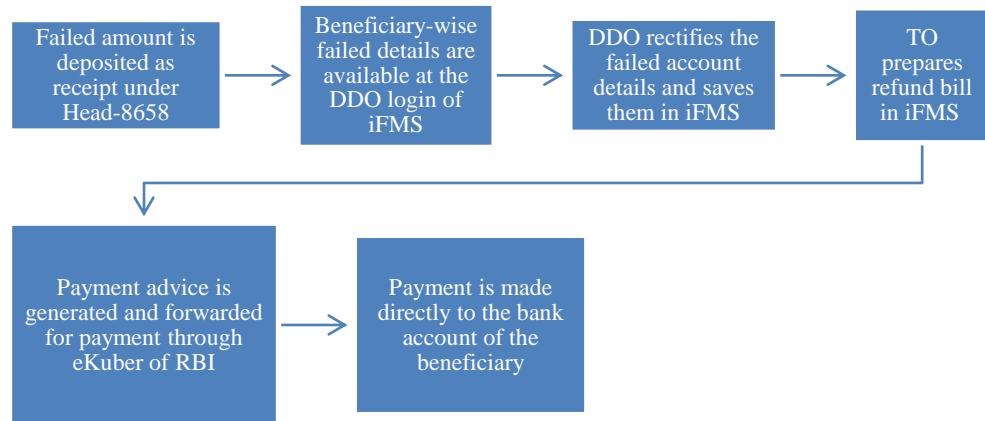 Failed amount is
deposited as
receipt under
Head-8658
Beneficiary-wise
failed details are
available at the
DDO login of
iFMS
DDO rectifies the
failed account
details and saves
them in iFMS
TO
prepares
refund bill
in iFMS
Payment advice is
generated and forwarded
for payment through
eKuber of RBI
Payment is made
directly to the bank
account of the
beneficiary